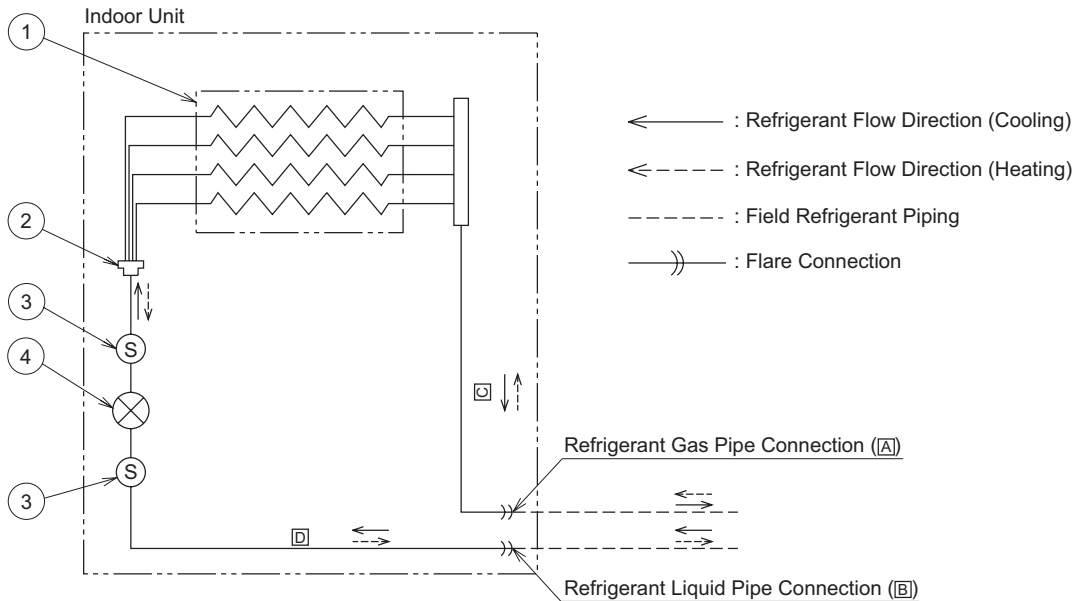 Indoor Unit
1
: Refrigerant Flow Direction (Cooling)
: Refrigerant Flow Direction (Heating)
2
: Field Refrigerant Piping
: Flare Connection
3
S
4
C
Refrigerant Gas Pipe Connection (A)
3
S
D
Refrigerant Liquid Pipe Connection (B)